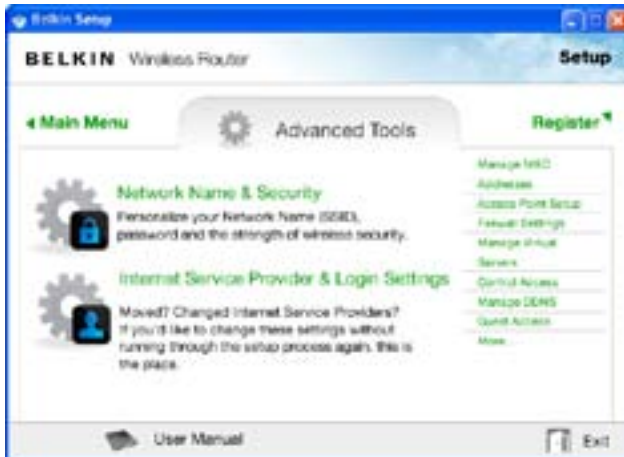 Belkin Setup
BELKIN Wireless Router
Setup
Main Menu
Advanced Tools
Register
Network Name & Security
Personalize your Network Name (SSID),
password and the strength of wireless security.
Internet Service Provider & Login Settings
Moved? Changed Internet Service Providers?
If you'd like to change these settings without
running through the setup process again, this is
the place.
Manage MAC
Addresses
Access Point Setup
Firewall Settings
Manage Virtual
Servers
Control Access
Manage DDNS
Guest Access
More...
User Manual
Exit